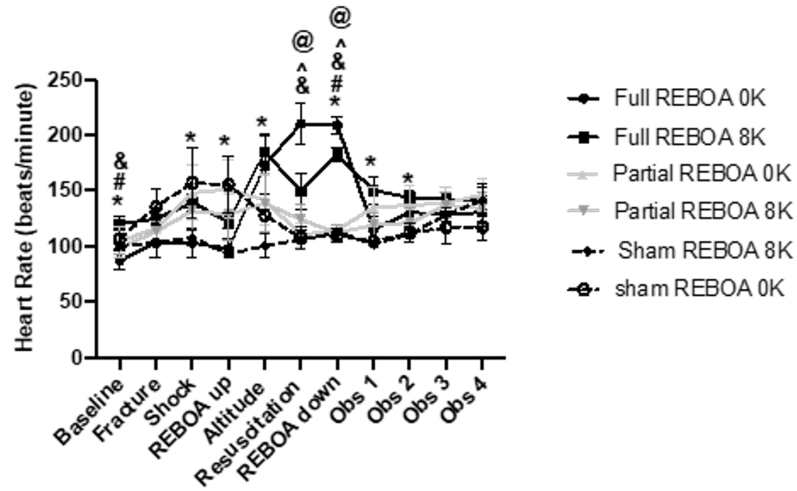 @
@
^
&
^
&
#
*
*
*
*
&
#
*
*
*
250
200
150
100
50
0
Heart Rate (beats/minute)
Baseline
Fracture
Shock
REBOA up
Altitude
Resuscitation
REBOA down
Obs 1
Obs 2
Obs 3
Obs 4
Full REBOA 0K
Full REBOA 8K
Partial REBOA 0K
Partial REBOA 8K
Sham REBOA 8K
sham REBOA 0K